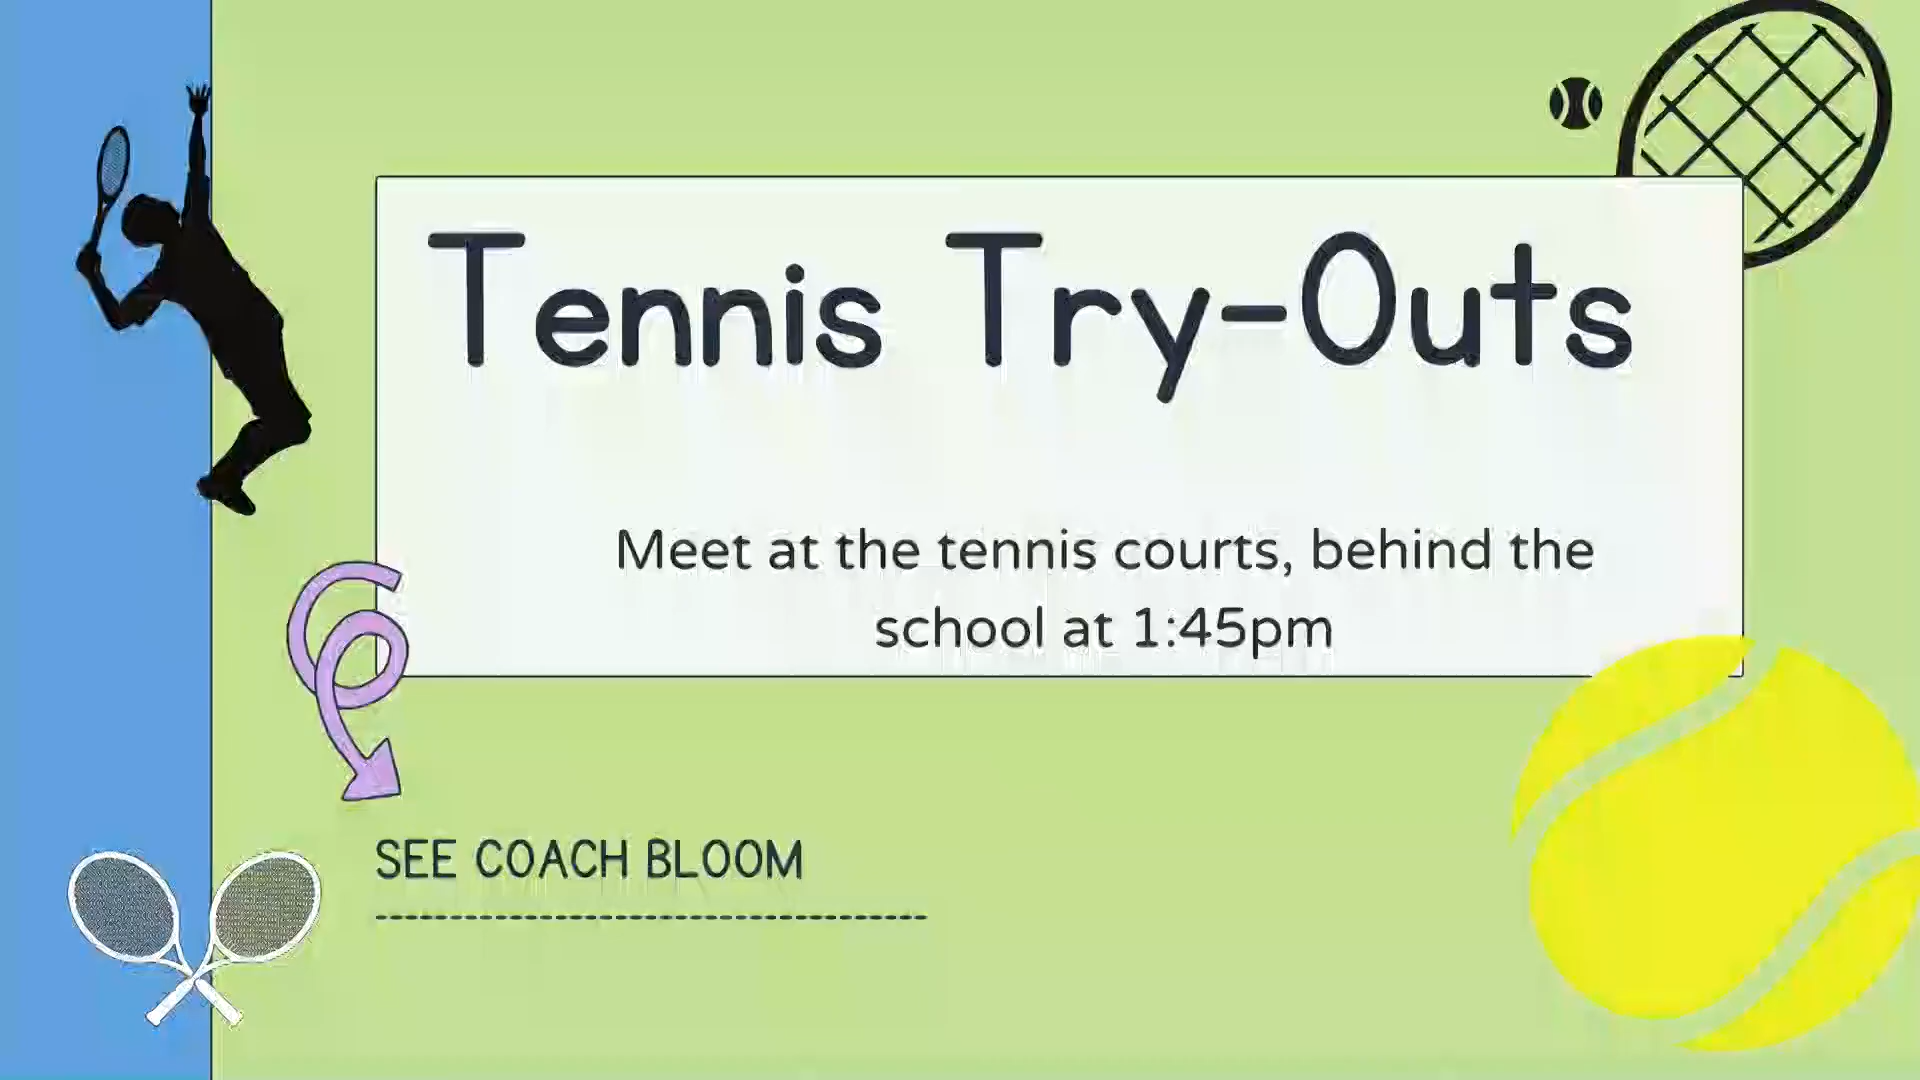 Tennis Try-Outs
Meet at the tennis courts, behind the
school at 1:45pm
SEE COACH BLOOM